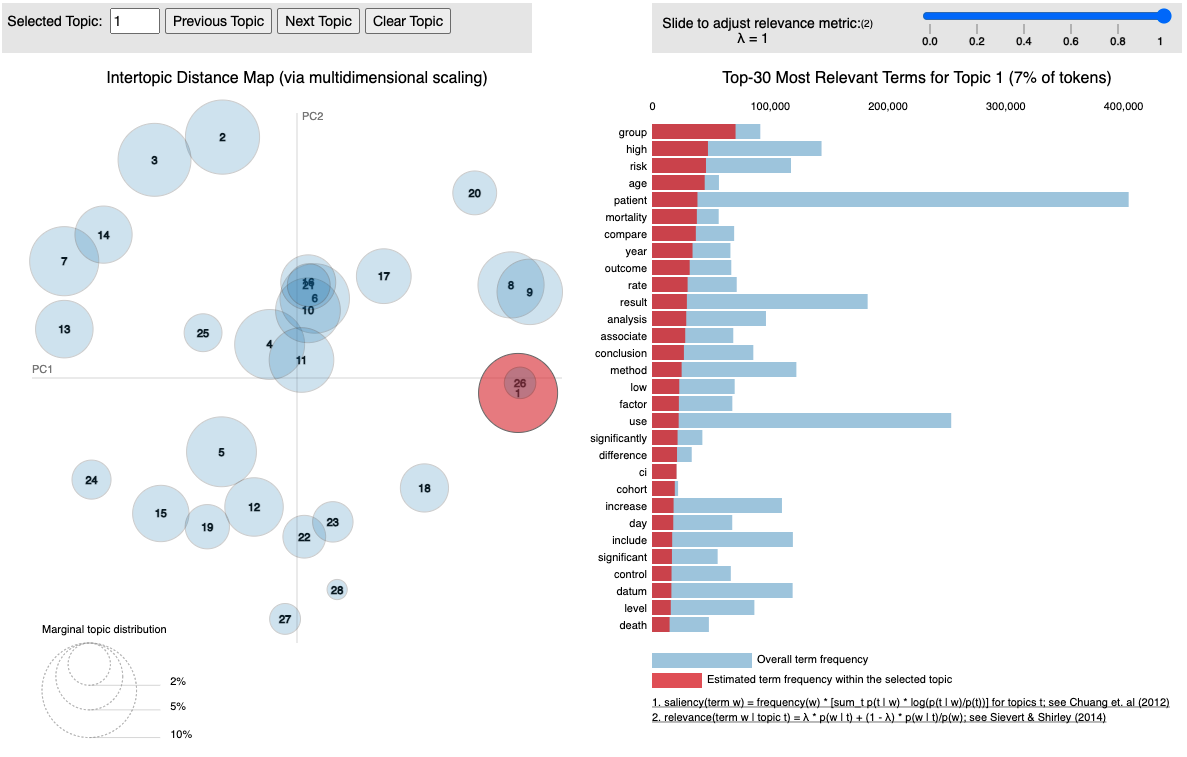 Selected Topic: 1 Previous Topic Next Topic Clear Topic
Slide to adjust relevance metric:(2)
λ = 1
0.0 0.2 0.4 0.6 0.8 1
Intertopic Distance Map (via multidimensional scaling)
PC2
PC1
2
3
20
14
7
17
8
9
16
21
6
10
13
25
4
11
26
1
5
24
18
15
12
19
23
22
28
27
Marginal topic distribution
2%
5%
10%
Top-30 Most Relevant Terms for Topic 1 (7% of tokens)
0 100,000 200,000 300,000 400,000
group
high
risk
age
patient
mortality
compare
year
outcome
rate
result
analysis
associate
conclusion
method
low
factor
use
significantly
difference
ci
cohort
increase
day
include
significant
control
datum
level
death
Overall term frequency
Estimated term frequency within the selected topic
1. saliency(term w) = frequency(w) * [sum_t p(t | w) * log(p(t | w)/p(t))] for topics t; see Chuang et. al (2012)
2. relevance(term w | topic t) = λ * p(w | t) + (1 - λ) * p(w | t)/p(w); see Sievert & Shirley (2014)